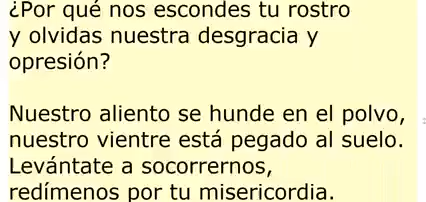 ¿Por qué nos escondes tu rostro
y olvidas nuestra desgracia y
opresión?
Nuestro aliento se hunde en el polvo,
nuestro vientre está pegado al suelo.
Levántate a socorrernos,
redímenos por tu misericordia.